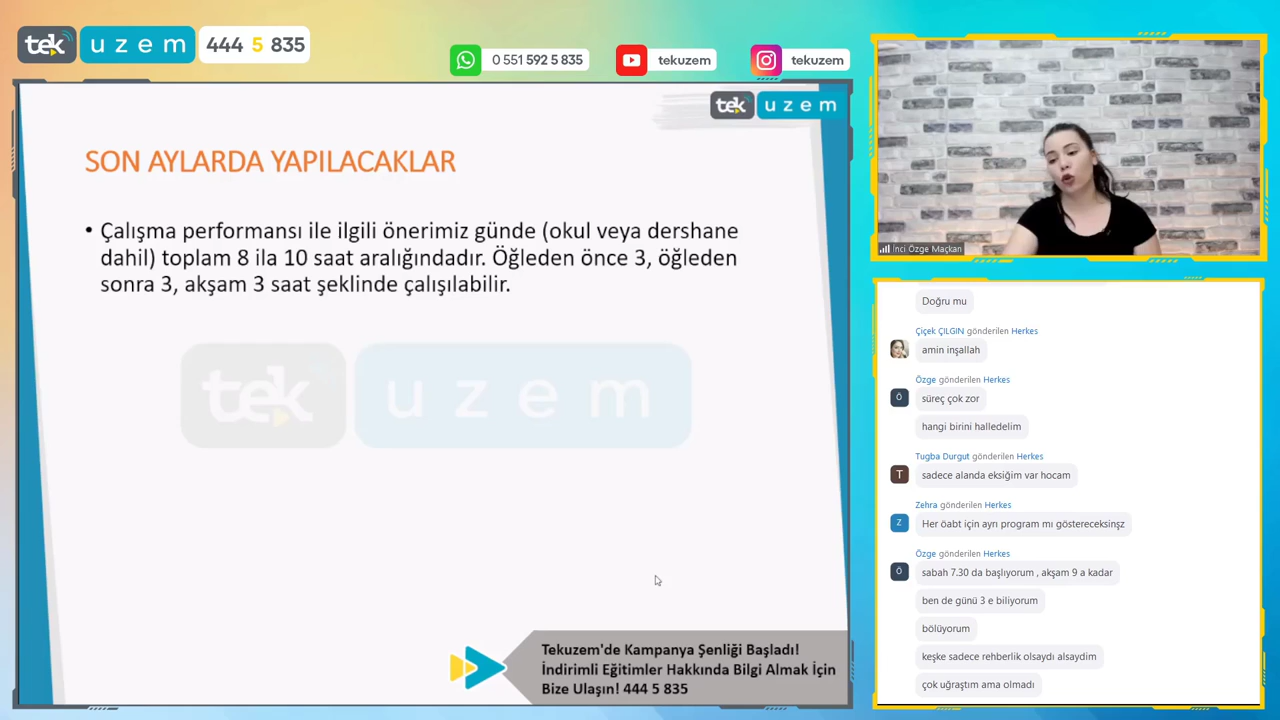 tek uzem 444 5 835
0 551 592 5 835
tekuzem
tekuzem
tek uzem
SON AYLARDA YAPILACAKLAR
• Çalışma performansı ile ilgili önerimiz günde (okul veya dershane
dahil) toplam 8 ila 10 saat aralığındadır. Öğleden önce 3, öğleden
sonra 3, akşam 3 saat şeklinde çalışılabilir.
tek uzem
Tekuzem'de Kampanya Şenliği Başladı!
İndirimli Eğitimler Hakkında Bilgi Almak İçin
Bize Ulaşın! 444 5 835
İnci Özge Maçkan
Doğru mu
Çiçek ÇILGIN gönderilen Herkes
amin inşallah
Özge gönderilen Herkes
Ö
süreç çok zor
hangi birini halledelim
Tugba Durgut gönderilen Herkes
T
sadece alanda eksiğim var hocam
Zehra gönderilen Herkes
Z
Her öabt için ayrı program mı göstereceksinşz
Özge gönderilen Herkes
Ö
sabah 7.30 da başlıyorum , akşam 9 a kadar
ben de günü 3 e biliyorum
bölüyorum
keşke sadece rehberlik olsaydı alsaydim
çok uğraştım ama olmadı